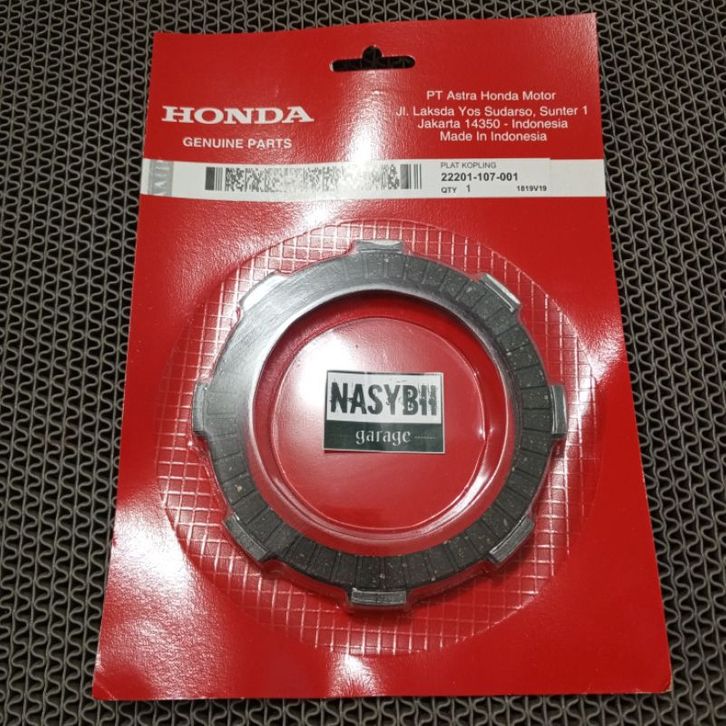 HONDA
GENUINE PARTS
PT Astra Honda Motor
Jl. Laksda Yos Sudarso, Sunter 1
Jakarta 14350 - Indonesia
Made In Indonesia
PLAT KOPLING
22201-107-001
QTY 1 1819V19
NASYBII
garage